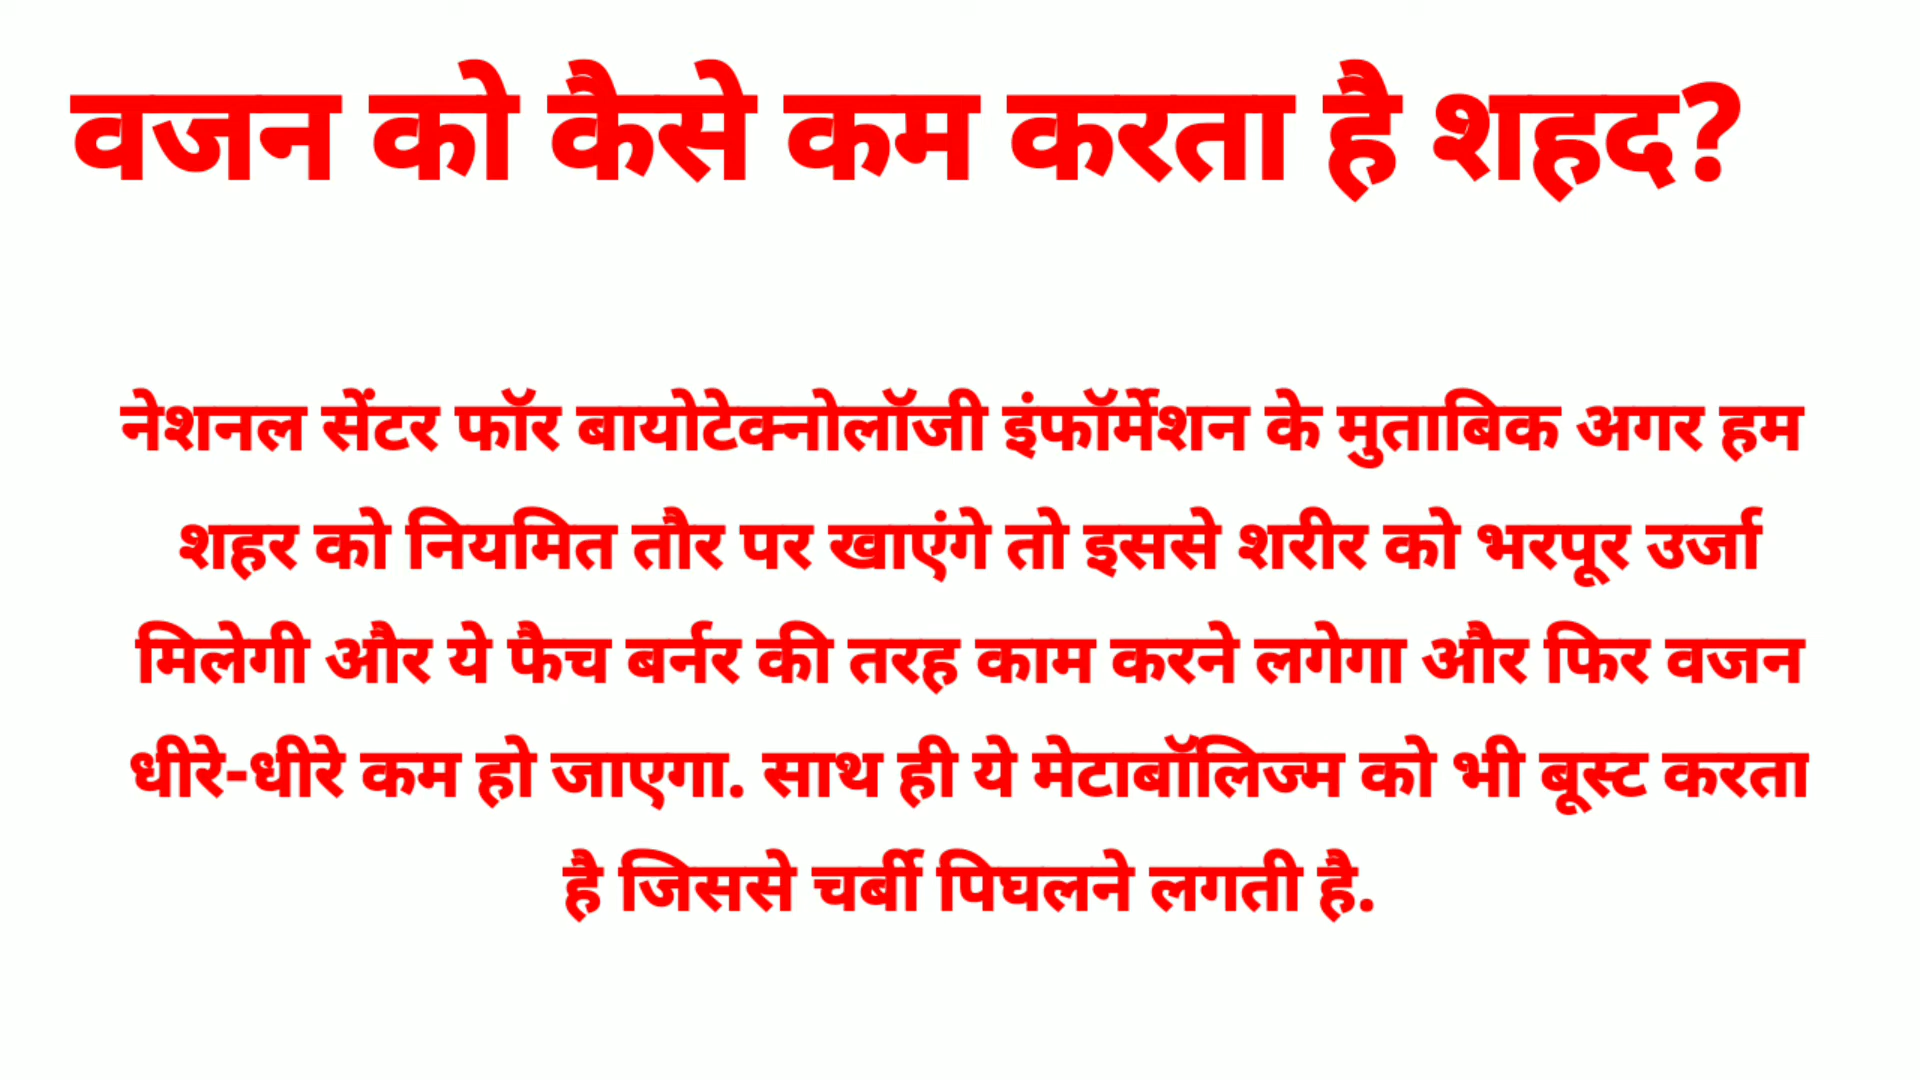 वजन को कैसे कम करता है शहद?
नेशनल सेंटर फॉर बायोटेक्नोलॉजी इंफॉर्मेशन के मुताबिक अगर हम
शहर को नियमित तौर पर खाएंगे तो इससे शरीर को भरपूर उर्जा
मिलेगी और ये फैच बर्नर की तरह काम करने लगेगा और फिर वजन
धीरे-धीरे कम हो जाएगा. साथ ही ये मेटाबॉलिज्म को भी बूस्ट करता
है जिससे चर्बी पिघलने लगती है.